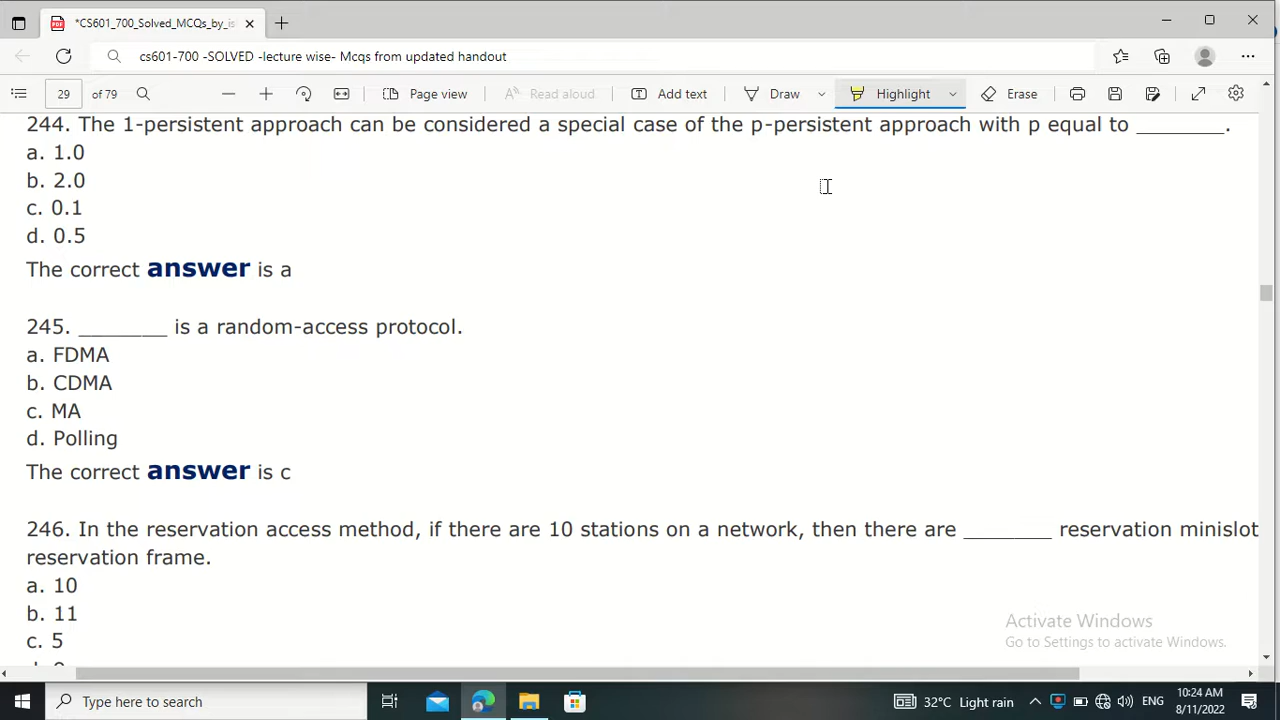 *CS601_700_Solved_MCQs_by_is
cs601-700 -SOLVED -lecture wise- Mcqs from updated handout
29 of 79 Page view Read aloud Add text Draw Highlight Erase
244. The 1-persistent approach can be considered a special case of the p-persistent approach with p equal to ________.
a. 1.0
b. 2.0
c. 0.1
d. 0.5
The correct answer is a
245. ________ is a random-access protocol.
a. FDMA
b. CDMA
c. MA
d. Polling
The correct answer is c
246. In the reservation access method, if there are 10 stations on a network, then there are ________ reservation minislot
reservation frame.
a. 10
b. 11
c. 5
Activate Windows
Go to Settings to activate Windows.
Type here to search
32°C Light rain
ENG
10:24 AM
8/11/2022